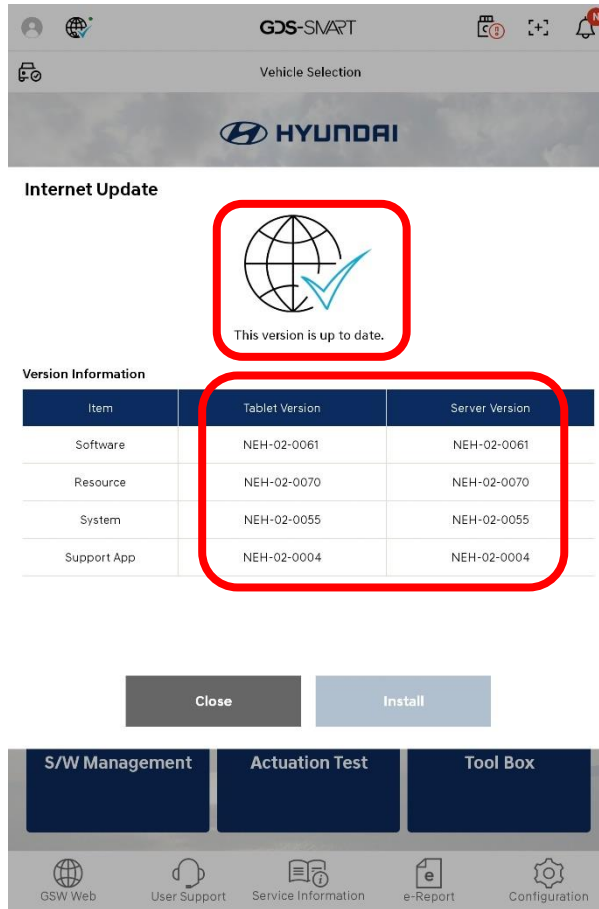 N
GDS-SMART
C
Vehicle Selection
HYUNDAI
Internet Update
This version is up to date.
Version Information
Item Tablet Version Server Version
Software NEH-02-0061 NEH-02-0061
Resource NEH-02-0070 NEH-02-0070
System NEH-02-0055 NEH-02-0055
Support App NEH-02-0004 NEH-02-0004
Close Install
S/W Management Actuation Test Tool Box
e
GSW Web User Support Service Information e-Report Configuration